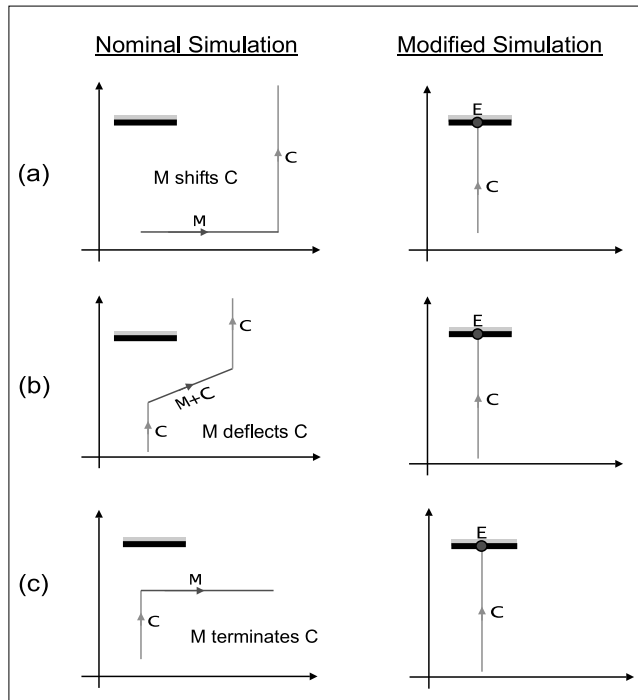 Nominal Simulation
Modified Simulation
(a)
M shifts C
M
C
E
C
(b)
C
M+C
C
M deflects C
E
C
(c)
M
C
M terminates C
E
C